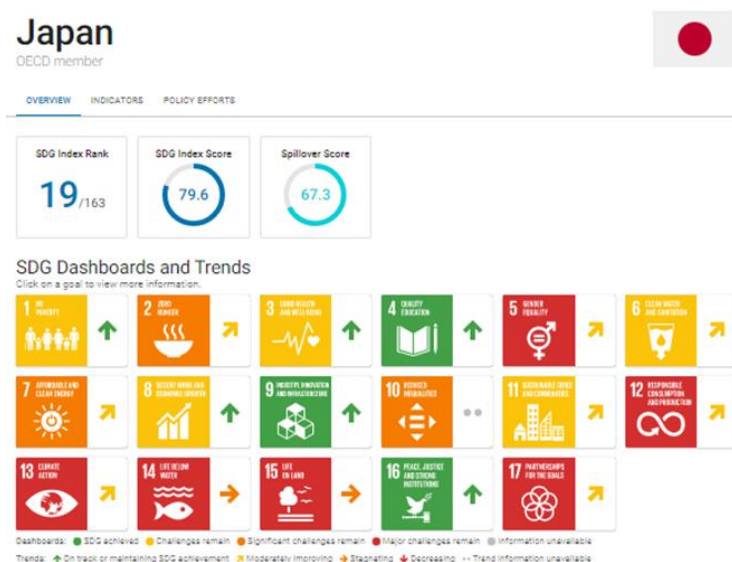 Japan
OECD member
OVERVIEW INDICATORS POLICY EFFORTS
SDG Index Rank
19/163
SDG Index Score
79.6
Spillover Score
67.3
SDG Dashboards and Trends
Click on a goal to view more information.
1 NO
POVERTY
2 ZERO
HUNGER
3 GOOD HEALTH
AND WELL-BEING
4 QUALITY
EDUCATION
5 GENDER
EQUALITY
6 CLEAN WATER
AND SANITATION
7 AFFORDABLE AND
CLEAN ENERGY
8 DECENT WORK AND
ECONOMIC GROWTH
9 INDUSTRY, INNOVATION
AND INFRASTRUCTURE
10 REDUCED
INEQUALITIES
11 SUSTAINABLE CITIES
AND COMMUNITIES
12 RESPONSIBLE
CONSUMPTION
AND PRODUCTION
13 CLIMATE
ACTION
14 LIFE BELOW
WATER
15 LIFE
ON LAND
16 PEACE, JUSTICE
AND STRONG
INSTITUTIONS
17 PARTNERSHIPS
FOR THE GOALS
Dashboards: SDG achieved Challenges remain Significant challenges remain Major challenges remain Information unavailable
Trends: On track or maintaining SDG achievement Moderately improving Stagnating Decreasing Trend information unavailable